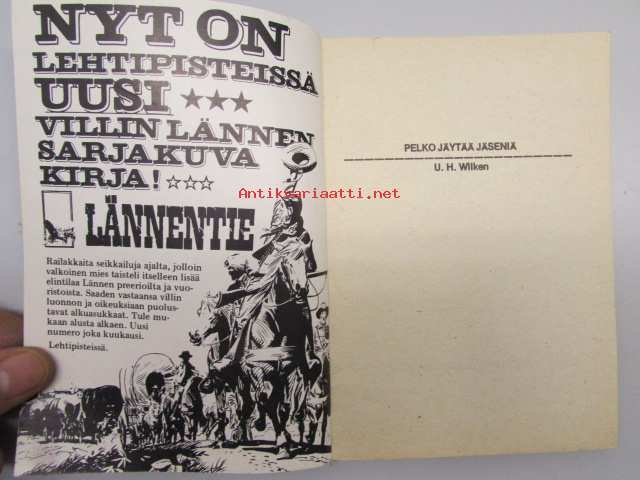 NYT ON
LEHTIPISTEISSÄ
UUSI
VILLIN LÄNNEN
SARJAKUVA
KIRJA!
LÄNNENTIE
Railakkaita seikkailuja ajalta, jolloin
valkoinen mies taisteli itselleen lisää
elintilaa Lännen preerioilta ja vuo-
ristoista. Saaden vastaansa villin
luonnon ja oikeuksiaan puolus-
tavat alkuasukkaat. Tule mu-
kaan alusta alkaen. Uusi
numero joka kuukausi.
Lehtipisteissä.
PELKO JÄYTÄÄ JÄSENIÄ
U. H. Wilken
Antikvariaatti.net